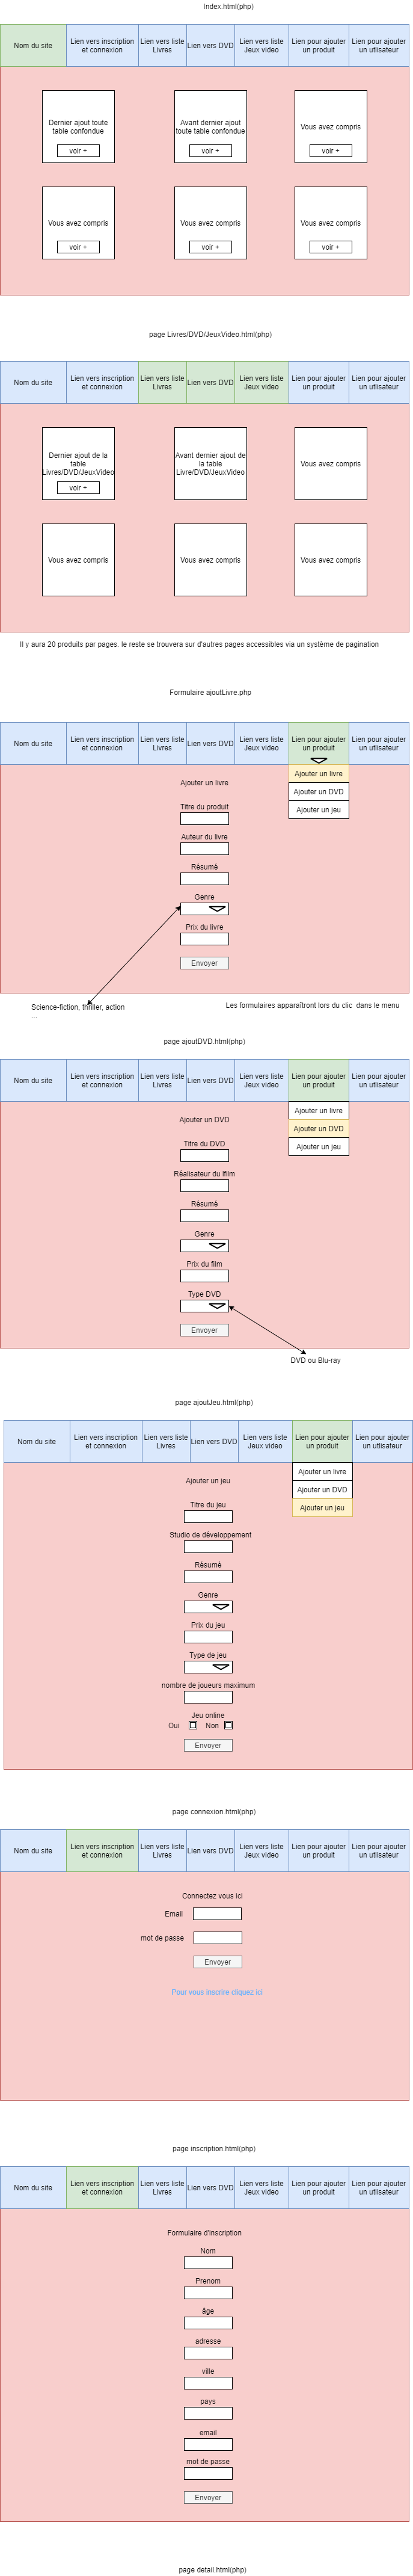 Index.html(php)
Nom du site
Lien vers inscription
et connexion
Lien vers liste
Livres
Lien vers DVD
Lien vers liste
Jeux video
Lien pour ajouter
un produit
Lien pour ajouter
un utlisateur
Dernier ajout toute
table confondue
voir +
Avant dernier ajout
toute table confondue
voir +
Vous avez compris
voir +
Vous avez compris
voir +
Vous avez compris
voir +
Vous avez compris
voir +
page Livres/DVD/JeuxVideo.html(php)
Nom du site
Lien vers inscription
et connexion
Lien vers liste
Livres
Lien vers DVD
Lien vers liste
Jeux video
Lien pour ajouter
un produit
Lien pour ajouter
un utlisateur
Dernier ajout de la
table
Livres/DVD/JeuxVideo
voir +
Avant dernier ajout de
la table
Livre/DVD/JeuxVideo
Vous avez compris
Vous avez compris
Vous avez compris
Vous avez compris
Il y aura 20 produits par pages. le reste se trouvera sur d'autres pages accessibles via un système de pagination
Formulaire ajoutLivre.php
Nom du site
Lien vers inscription
et connexion
Lien vers liste
Livres
Lien vers DVD
Lien vers liste
Jeux video
Lien pour ajouter
un produit
Lien pour ajouter
un utlisateur
Ajouter un livre
Ajouter un DVD
Ajouter un jeu
Ajouter un livre
Titre du produit
Auteur du livre
Résumé
Genre
Prix du livre
Envoyer
Science-fiction, thriller, action
...
Les formulaires apparaîtront lors du clic dans le menu
page ajoutDVD.html(php)
Nom du site
Lien vers inscription
et connexion
Lien vers liste
Livres
Lien vers DVD
Lien vers liste
Jeux video
Lien pour ajouter
un produit
Lien pour ajouter
un utlisateur
Ajouter un livre
Ajouter un DVD
Ajouter un jeu
Ajouter un DVD
Titre du DVD
Réalisateur du lfilm
Résumé
Genre
Prix du film
Type DVD
Envoyer
DVD ou Blu-ray
page ajoutJeu.html(php)
Nom du site
Lien vers inscription
et connexion
Lien vers liste
Livres
Lien vers DVD
Lien vers liste
Jeux video
Lien pour ajouter
un produit
Lien pour ajouter
un utlisateur
Ajouter un livre
Ajouter un DVD
Ajouter un jeu
Ajouter un jeu
Titre du jeu
Studio de développement
Résumé
Genre
Prix du jeu
Type de jeu
nombre de joueurs maximum
Jeu online
Oui
Non
Envoyer
page connexion.html(php)
Nom du site
Lien vers inscription
et connexion
Lien vers liste
Livres
Lien vers DVD
Lien vers liste
Jeux video
Lien pour ajouter
un produit
Lien pour ajouter
un utlisateur
Connectez vous ici
Email
mot de passe
Envoyer
Pour vous inscrire cliquez ici
page inscription.html(php)
Nom du site
Lien vers inscription
et connexion
Lien vers liste
Livres
Lien vers DVD
Lien vers liste
Jeux video
Lien pour ajouter
un produit
Lien pour ajouter
un utlisateur
Formulaire d'inscription
Nom
Prenom
âge
adresse
ville
pays
email
mot de passe
Envoyer
page detail.html(php)